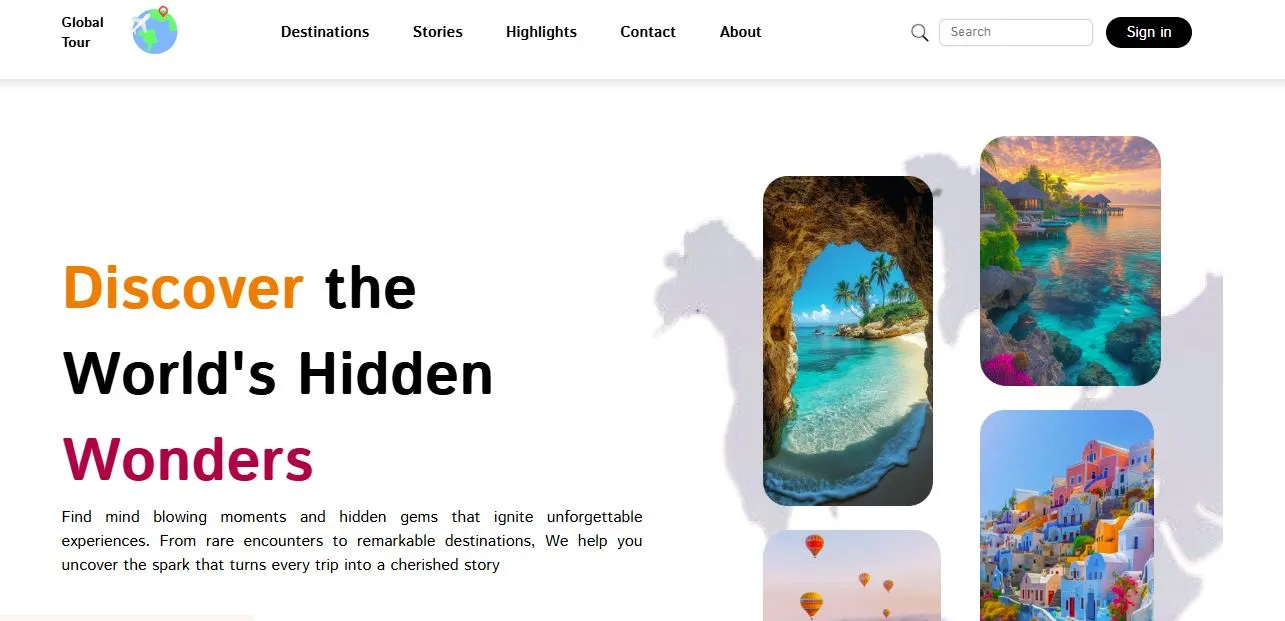 Global
Tour
Destinations Stories Highlights Contact About
Search
Sign in
Discover the
World's Hidden
Wonders
Find mind blowing moments and hidden gems that ignite unforgettable
experiences. From rare encounters to remarkable destinations, We help you
uncover the spark that turns every trip into a cherished story